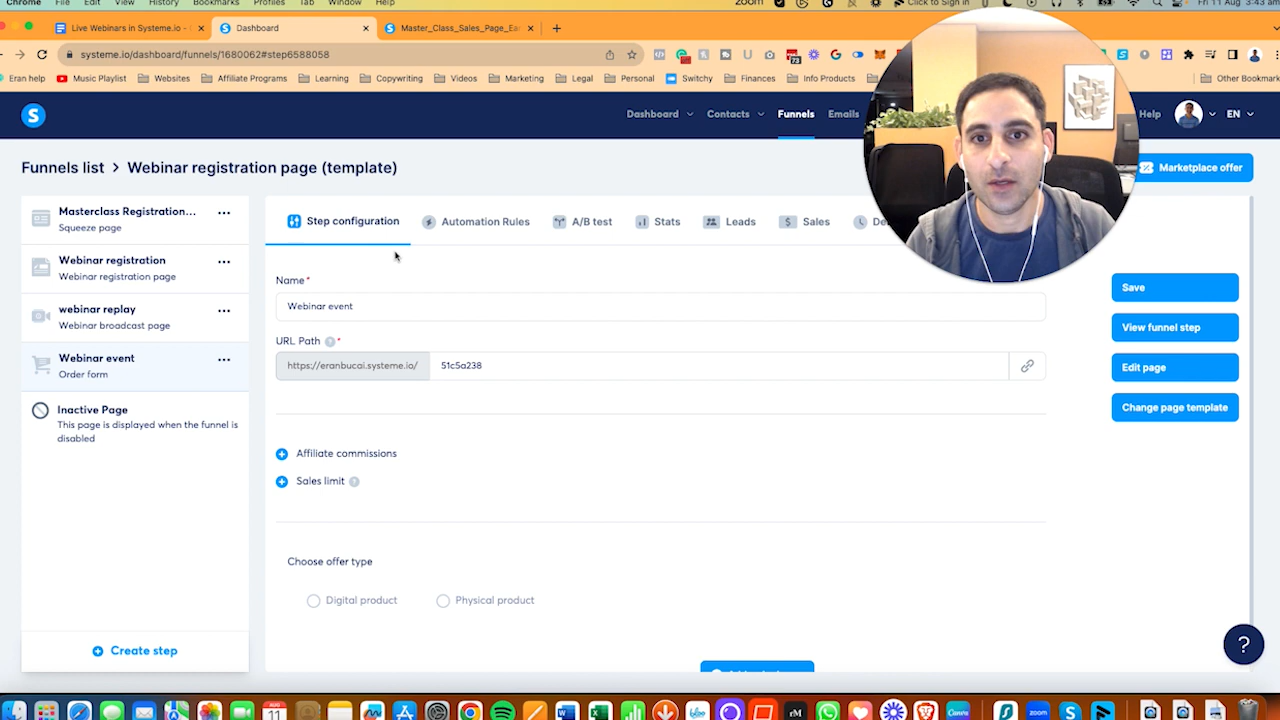 Chrome File Edit View History Bookmarks Profiles Tab Window Help zoom Click to Sign in Fri 11 Aug 3:43 am
Live Webinars in Systeme.io -
Dashboard
Master_Class_Sales_Page_Ea
systeme.io/dashboard/funnels/1680062#step6588058
Eran help Music Playlist Websites Affiliate Programs Learning Copywriting Videos Marketing Legal Personal Switchy Finances Info Products Other Bookmark
S Dashboard Contacts Funnels Emails Help EN
Funnels list > Webinar registration page (template)
Marketplace offer
Masterclass Registration...
Squeeze page
Webinar registration
Webinar registration page
webinar replay
Webinar broadcast page
Webinar event
Order form
Inactive Page
This page is displayed when the funnel is
disabled
Create step
Step configuration Automation Rules A/B test Stats Leads Sales
Name*
Webinar event
URL Path ? *
https://eranbucai.systeme.io/ 51c5a238
Affiliate commissions
Sales limit ?
Choose offer type
Digital product Physical product
Save
View funnel step
Edit page
Change page template
?